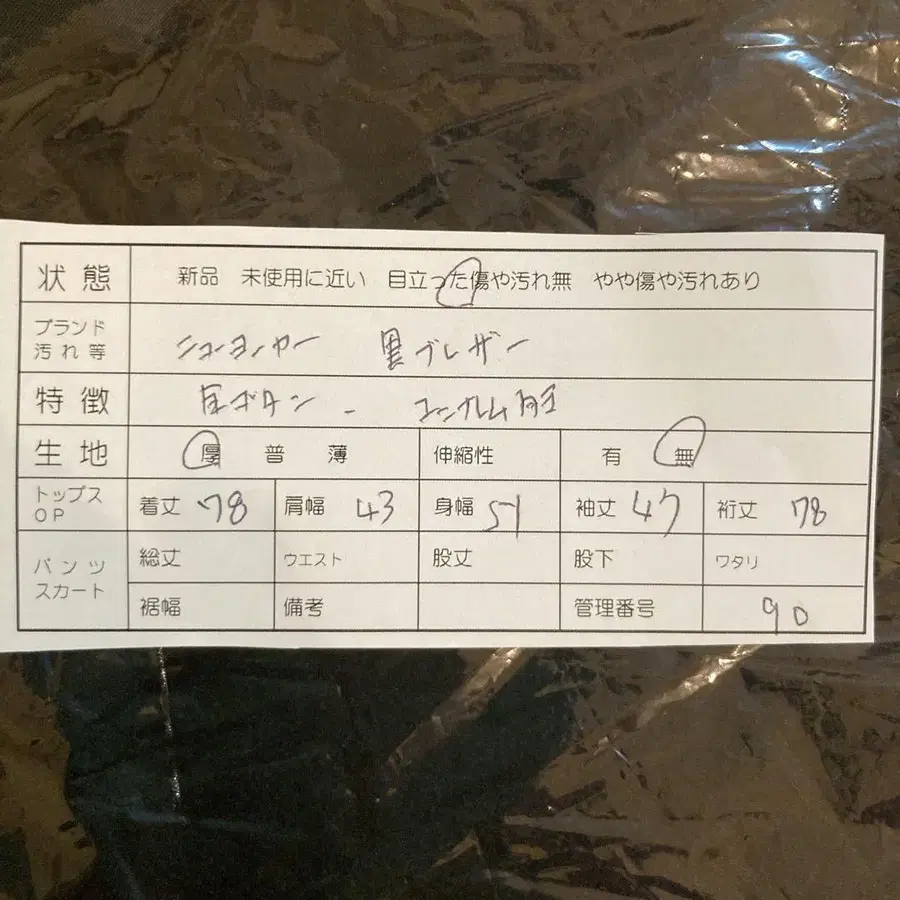 状態 新品 未使用に近い 目立った傷や汚れ無 やや傷や汚れあり
ブランド
汚れ等 ニューヨーカー 黒ブレザー
特徴 ボタン
生地 厚 普 薄 伸縮性 有 無
トップス
OP 着丈 78 肩幅 43 身幅 51 袖丈 47 裄丈 78
パンツ
スカート 総丈 ウエスト 股丈 股下 ワタリ
裾幅 備考 管理番号 90